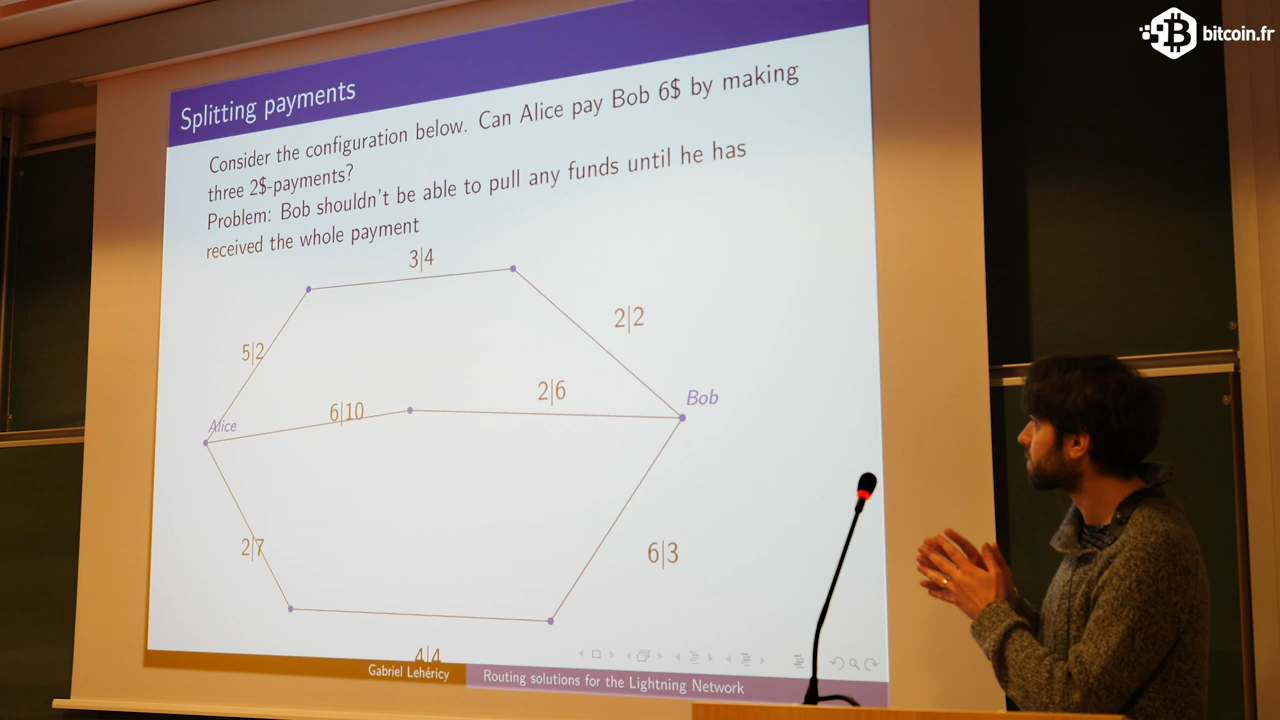 bitcoin.fr
Splitting payments
Consider the configuration below. Can Alice pay Bob 6$ by making
three 2$-payments?
Problem: Bob shouldn't be able to pull any funds until he has
received the whole payment
3|4
2|2
5|2
2|6
6|10
Bob
Alice
2|7
6|3
4|4
Gabriel Lehéricy
Routing solutions for the Lightning Network